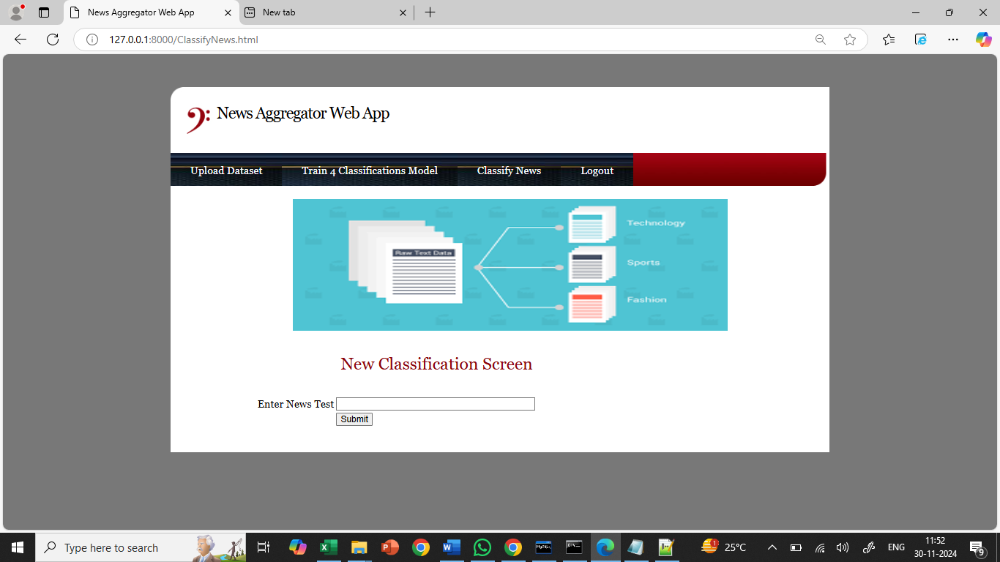 News Aggregator Web App
New tab
127.0.0.1:8000/ClassifyNews.html
News Aggregator Web App
Upload Dataset Train 4 Classifications Model Classify News Logout
Raw Text Data
Technology
Sports
Fashion
New Classification Screen
Enter News Test
Submit
Type here to search
25°C
ENG
11:52
30-11-2024
9